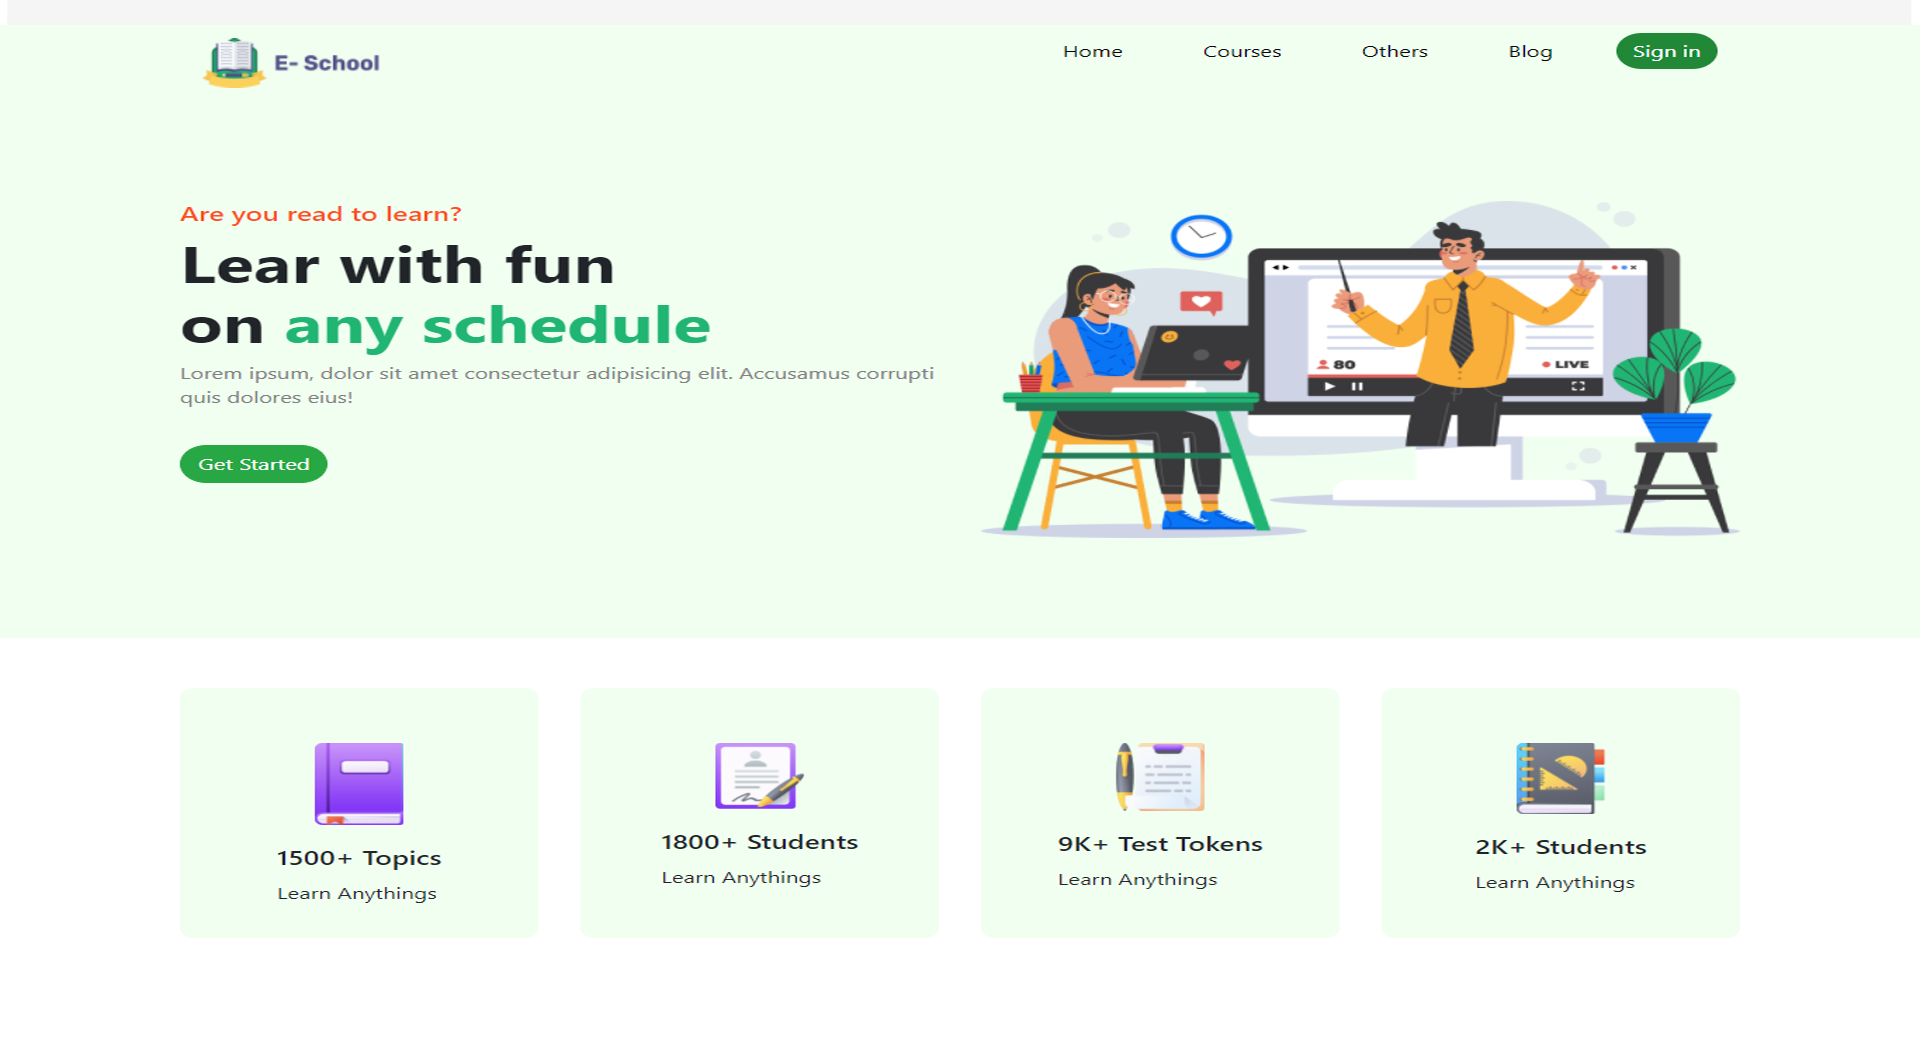 E- School
Home Courses Others Blog Sign in
Are you read to learn?
Lear with fun
on any schedule
Lorem ipsum, dolor sit amet consectetur adipisicing elit. Accusamus corrupti
quis dolores eius!
Get Started
80
LIVE
1500+ Topics
Learn Anythings
1800+ Students
Learn Anythings
9K+ Test Tokens
Learn Anythings
2K+ Students
Learn Anythings